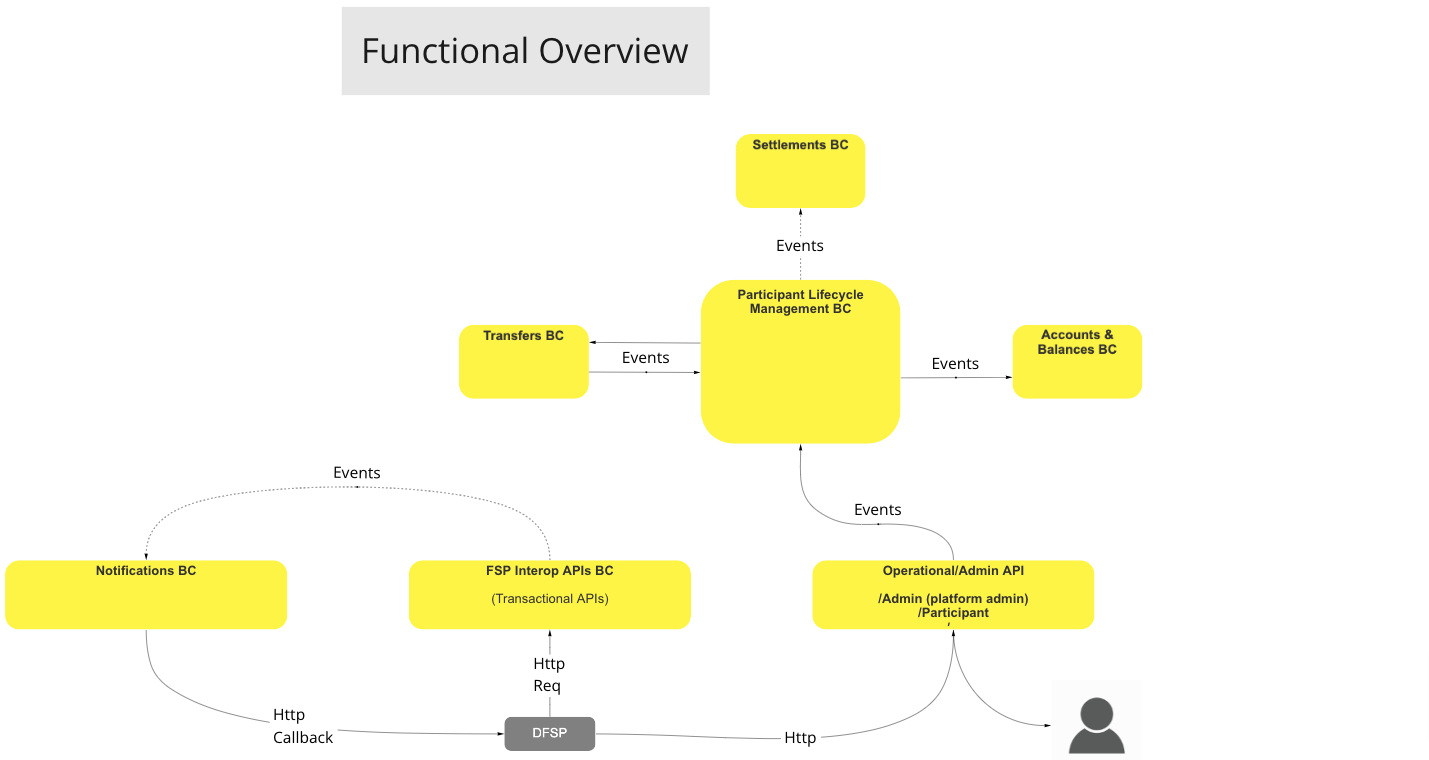 Functional Overview
Settlements BC
Events
Participant Lifecycle
Management BC
Transfers BC
Events
Events
Accounts &
Balances BC
Events
Events
Notifications BC
FSP Interop APIs BC
(Transactional APIs)
Operational/Admin API
/Admin (platform admin)
/Participant
,
Http
Req
Http
Callback
DFSP
Http